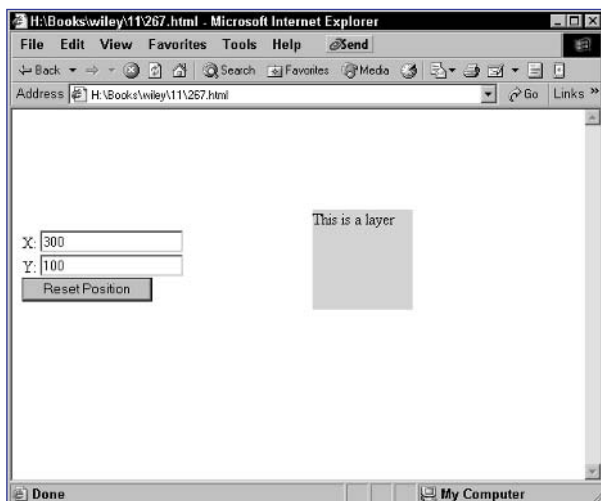 H:\Books\wiley\11\267.html - Microsoft Internet Explorer
File Edit View Favorites Tools Help Send
Back Search Favorites Media
Address H:\Books\wiley\11\267.html Go Links »
This is a layer
X: 300
Y: 100
Reset Position
Done My Computer